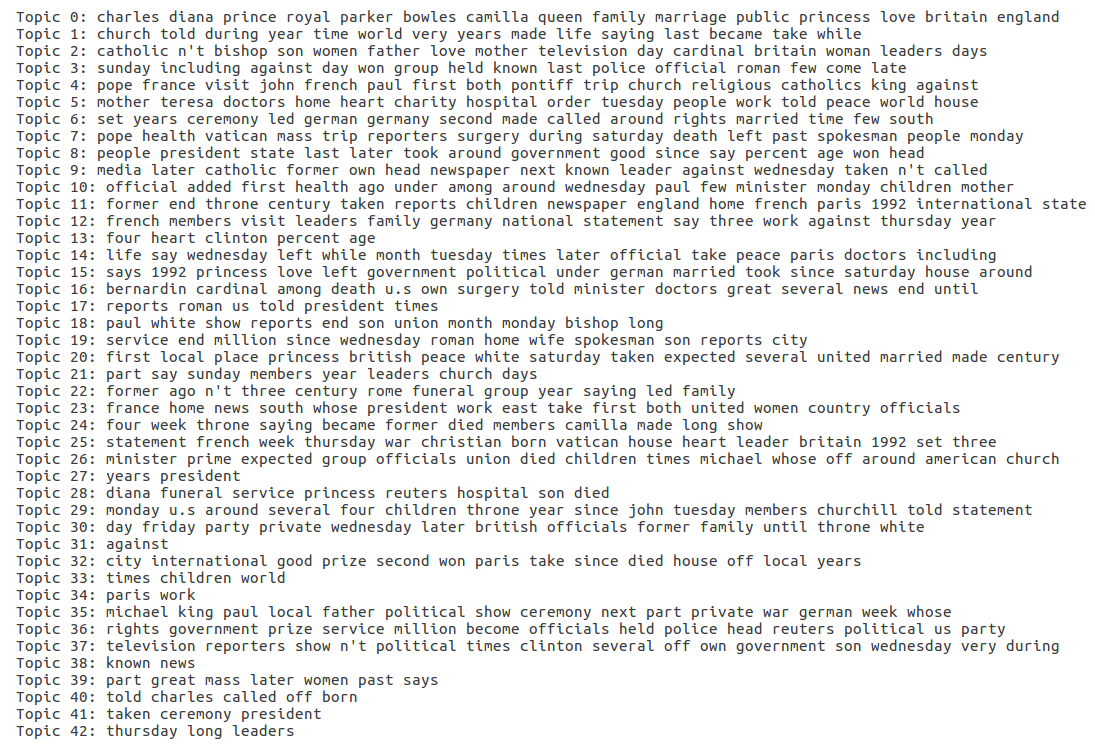 Topic 0: charles diana prince royal parker bowles camilla queen family marriage public princess love britain england
Topic 1: church told during year time world very years made life saying last became take while
Topic 2: catholic n't bishop son women father love mother television day cardinal britain woman leaders days
Topic 3: sunday including against day won group held known last police official roman few come late
Topic 4: pope france visit john french paul first both pontiff trip church religious catholics king against
Topic 5: mother teresa doctors home heart charity hospital order tuesday people work told peace world house
Topic 6: set years ceremony led german germany second made called around rights married time few south
Topic 7: pope health vatican mass trip reporters surgery during saturday death left past spokesman people monday
Topic 8: people president state last later took around government good since say percent age won head
Topic 9: media later catholic former own head newspaper next known leader against wednesday taken n't called
Topic 10: official added first health ago under among around wednesday paul few minister monday children mother
Topic 11: former end throne century taken reports children newspaper england home french paris 1992 international state
Topic 12: french members visit leaders family germany national statement say three work against thursday year
Topic 13: four heart clinton percent age
Topic 14: life say wednesday left while month tuesday times later official take peace paris doctors including
Topic 15: says 1992 princess love left government political under german married took since saturday house around
Topic 16: bernardin cardinal among death u.s own surgery told minister doctors great several news end until
Topic 17: reports roman us told president times
Topic 18: paul white show reports end son union month monday bishop long
Topic 19: service end million since wednesday roman home wife spokesman son reports city
Topic 20: first local place princess british peace white saturday taken expected several united married made century
Topic 21: part say sunday members year leaders church days
Topic 22: former ago n't three century rome funeral group year saying led family
Topic 23: france home news south whose president work east take first both united women country officials
Topic 24: four week throne saying became former died members camilla made long show
Topic 25: statement french week thursday war christian born vatican house heart leader britain 1992 set three
Topic 26: minister prime expected group officials union died children times michael whose off around american church
Topic 27: years president
Topic 28: diana funeral service princess reuters hospital son died
Topic 29: monday u.s around several four children throne year since john tuesday members churchill told statement
Topic 30: day friday party private wednesday later british officials former family until throne white
Topic 31: against
Topic 32: city international good prize second won paris take since died house off local years
Topic 33: times children world
Topic 34: paris work
Topic 35: michael king paul local father political show ceremony next part private war german week whose
Topic 36: rights government prize service million become officials held police head reuters political us party
Topic 37: television reporters show n't political times clinton several off own government son wednesday very during
Topic 38: known news
Topic 39: part great mass later women past says
Topic 40: told charles called off born
Topic 41: taken ceremony president
Topic 42: thursday long leaders